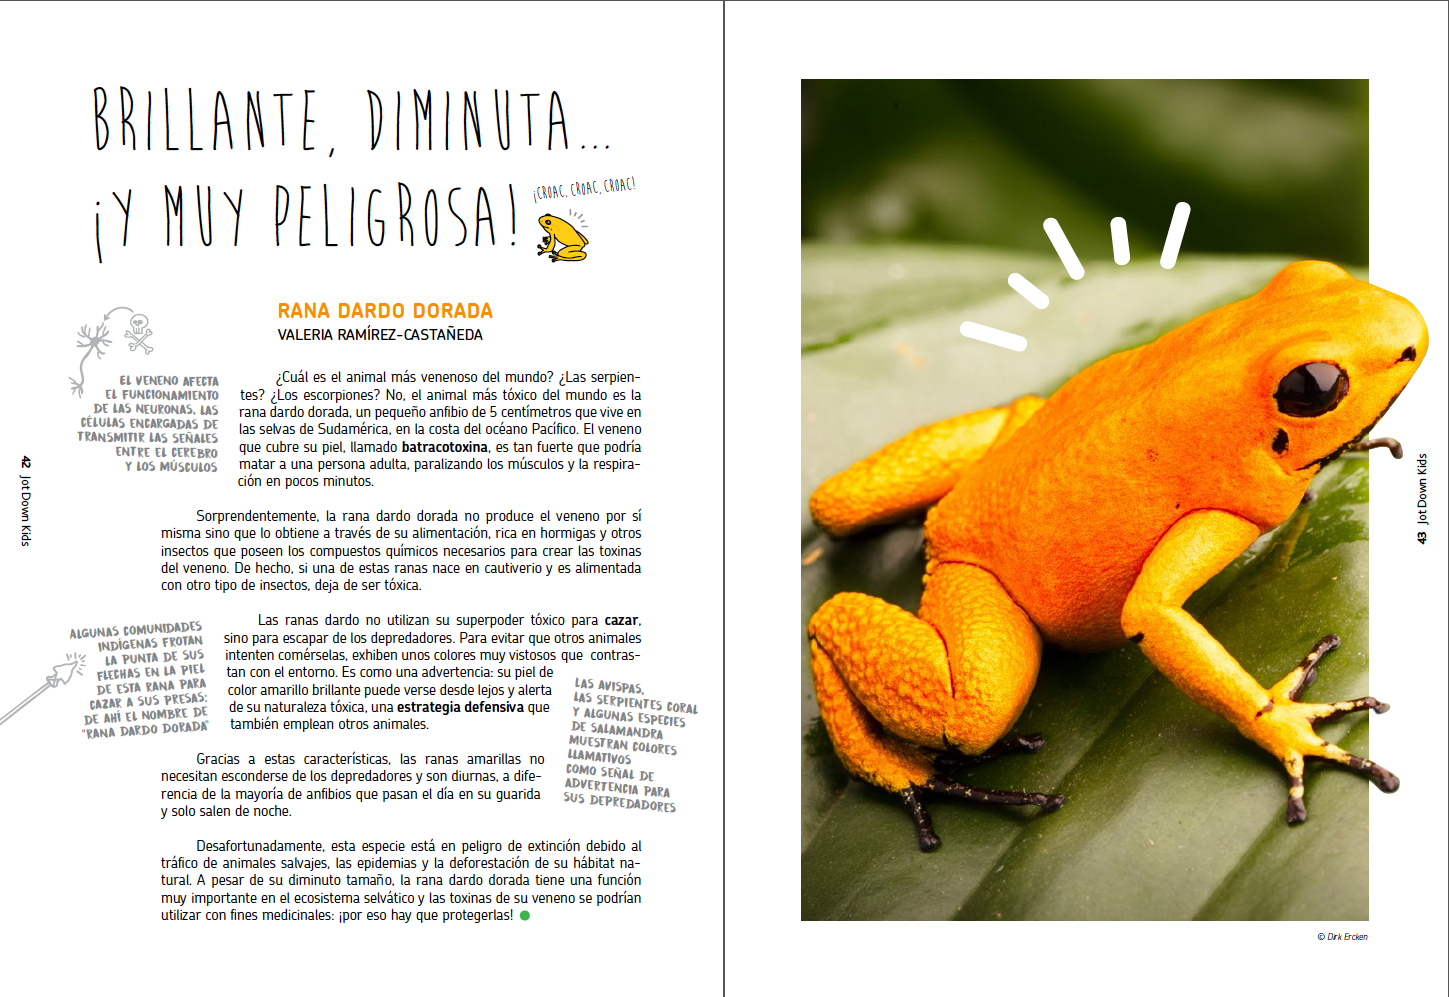 BRILLANTE, DIMINUTA...
¡Y MUY PELIGROSA!
¡CROAC, CROAC, CROAC!
RANA DARDO DORADA
VALERIA RAMÍREZ-CASTAÑEDA
EL VENENO AFECTA
EL FUNCIONAMIENTO
DE LAS NEURONAS, LAS
CÉLULAS ENCARGADAS DE
TRANSMITIR LAS SEÑALES
ENTRE EL CEREBRO
Y LOS MÚSCULOS
¿Cuál es el animal más venenoso del mundo? ¿Las serpien-
tes? ¿Los escorpiones? No, el animal más tóxico del mundo es la
rana dardo dorada, un pequeño anfibio de 5 centímetros que vive en
las selvas de Sudamérica, en la costa del océano Pacífico. El veneno
que cubre su piel, llamado batracotoxina, es tan fuerte que podría
matar a una persona adulta, paralizando los músculos y la respira-
ción en pocos minutos.
Sorprendentemente, la rana dardo dorada no produce el veneno por sí
misma sino que lo obtiene a través de su alimentación, rica en hormigas y otros
insectos que poseen los compuestos químicos necesarios para crear las toxinas
del veneno. De hecho, si una de estas ranas nace en cautiverio y es alimentada
con otro tipo de insectos, deja de ser tóxica.
ALGUNAS COMUNIDADES
INDÍGENAS FROTAN
LA PUNTA DE SUS
FLECHAS EN LA PIEL
DE ESTA RANA PARA
CAZAR A SUS PRESAS:
DE AHÍ EL NOMBRE DE
"RANA DARDO DORADA"
Las ranas dardo no utilizan su superpoder tóxico para cazar,
sino para escapar de los depredadores. Para evitar que otros animales
intenten comérselas, exhiben unos colores muy vistosos que contras-
tan con el entorno. Es como una advertencia: su piel de
color amarillo brillante puede verse desde lejos y alerta
de su naturaleza tóxica, una estrategia defensiva que
también emplean otros animales.
LAS AVISPAS,
LAS SERPIENTES CORAL
Y ALGUNAS ESPECIES
DE SALAMANDRA
MUESTRAN COLORES
LLAMATIVOS
COMO SEÑAL DE
ADVERTENCIA PARA
SUS DEPREDADORES
Gracias a estas características, las ranas amarillas no
necesitan esconderse de los depredadores y son diurnas, a dife-
rencia de la mayoría de anfibios que pasan el día en su guarida
y solo salen de noche.
Desafortunadamente, esta especie está en peligro de extinción debido al
tráfico de animales salvajes, las epidemias y la deforestación de su hábitat na-
tural. A pesar de su diminuto tamaño, la rana dardo dorada tiene una función
muy importante en el ecosistema selvático y las toxinas de su veneno se podrían
utilizar con fines medicinales: ¡por eso hay que protegerlas!
42 Jot Down Kids
43 Jot Down Kids
© Dirk Ercken